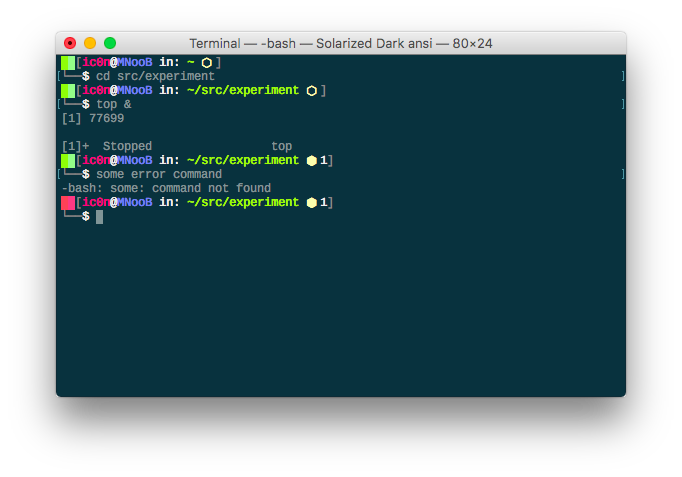 Terminal — -bash — Solarized Dark ansi — 80×24
[ic0n@MNooB in: ~ ⬡ ]
[└──$ cd src/experiment ]
[ic0n@MNooB in: ~/src/experiment ⬡ ]
[└──$ top & ]
[1] 77699
[1]+  Stopped                 top
[ic0n@MNooB in: ~/src/experiment ⬢ 1]
[└──$ some error command ]
-bash: some: command not found
[ic0n@MNooB in: ~/src/experiment ⬢ 1]
└──$